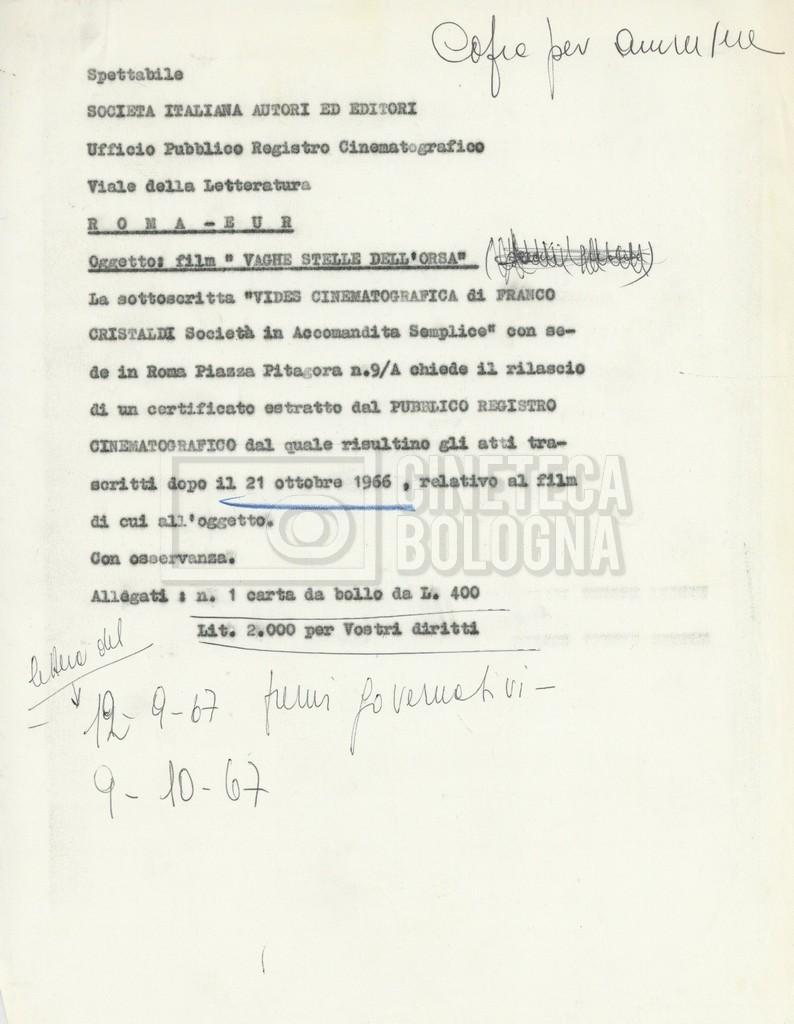 Copia per
Spettabile
SOCIETA ITALIANA AUTORI ED EDITORI
Ufficio Pubblico Registro Cinematografico
Viale della Letteratura
R O M A - E U R
Oggetto: film " VAGHE STELLE DELL'ORSA"
La sottoscritta "VIDES CINEMATOGRAFICA di FRANCO
CRISTALDI Società in Accomandita Semplice" con se-
de in Roma Piazza Pitagora n.9/A chiede il rilascio
di un certificato estratto dal PUBBLICO REGISTRO
CINEMATOGRAFICO dal quale risultino gli atti tra-
scritti dopo il 21 ottobre 1966 , relativo al film
di cui all'oggetto.
Con osservanza.
Allegati : n. 1 carta da bollo da L. 400
Lit. 2.000 per Vostri diritti
lettera del
12-9-67 premi governativi -
9-10-67
CINETECA
BOLOGNA